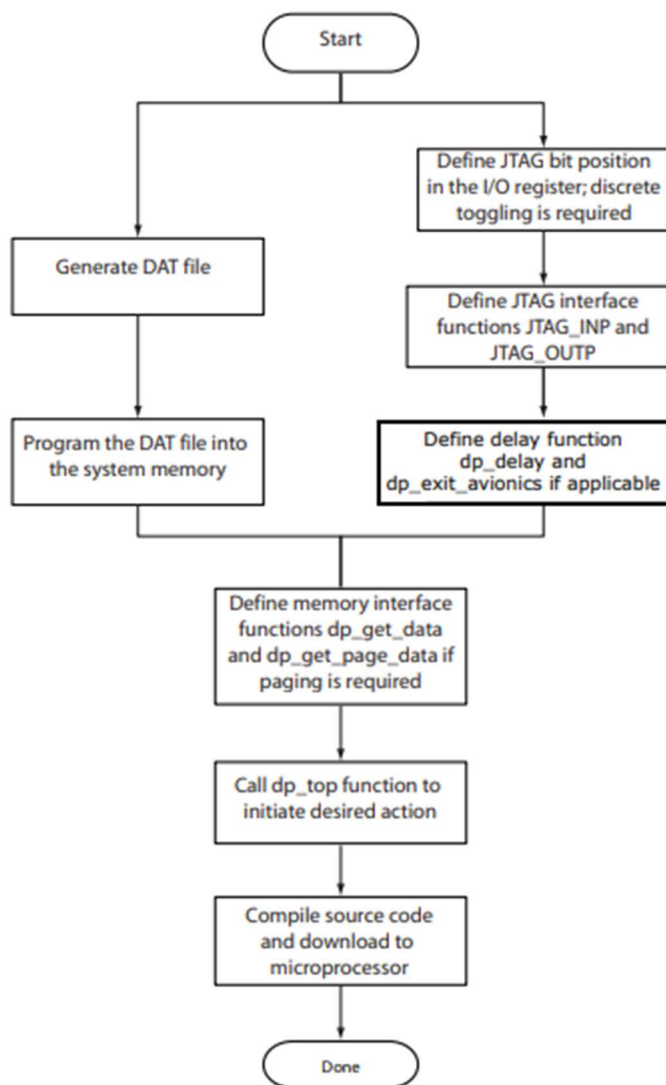 Start
Generate DAT file
Program the DAT file into
the system memory
Define JTAG bit position
in the I/O register; discrete
toggling is required
Define JTAG interface
functions JTAG_INP and
JTAG_OUTP
Define delay function
dp_delay and
dp_exit_avionics if applicable
Define memory interface
functions dp_get_data
and dp_get_page_data if
paging is required
Call dp_top function to
initiate desired action
Compile source code
and download to
microprocessor
Done